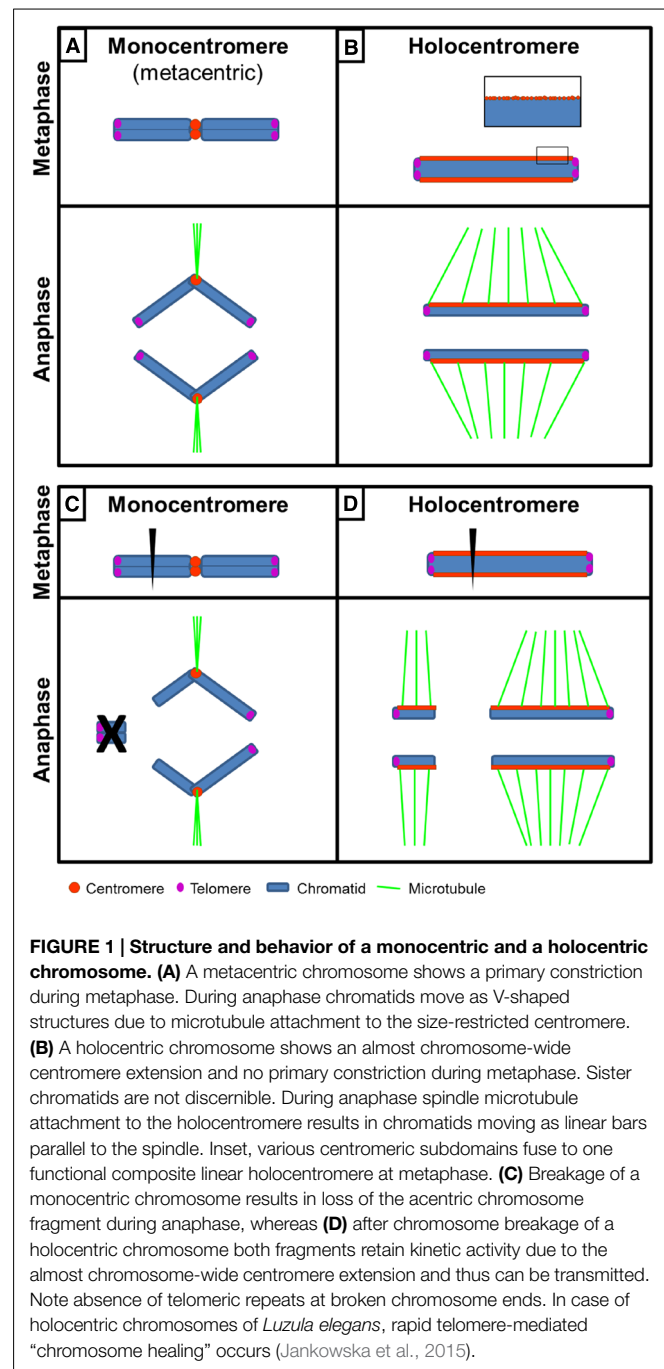 A
Monocentromere
(metacentric)
B
Holocentromere
Metaphase
Anaphase
C
Monocentromere
D
Holocentromere
Metaphase
Anaphase
X
Centromere Telomere Chromatid Microtubule
FIGURE 1 | Structure and behavior of a monocentric and a holocentric
chromosome. (A) A metacentric chromosome shows a primary constriction
during metaphase. During anaphase chromatids move as V-shaped
structures due to microtubule attachment to the size-restricted centromere.
(B) A holocentric chromosome shows an almost chromosome-wide
centromere extension and no primary constriction during metaphase. Sister
chromatids are not discernible. During anaphase spindle microtubule
attachment to the holocentromere results in chromatids moving as linear bars
parallel to the spindle. Inset, various centromeric subdomains fuse to one
functional composite linear holocentromere at metaphase. (C) Breakage of a
monocentric chromosome results in loss of the acentric chromosome
fragment during anaphase, whereas (D) after chromosome breakage of a
holocentric chromosome both fragments retain kinetic activity due to the
almost chromosome-wide centromere extension and thus can be transmitted.
Note absence of telomeric repeats at broken chromosome ends. In case of
holocentric chromosomes of Luzula elegans, rapid telomere-mediated
“chromosome healing” occurs (Jankowska et al., 2015).